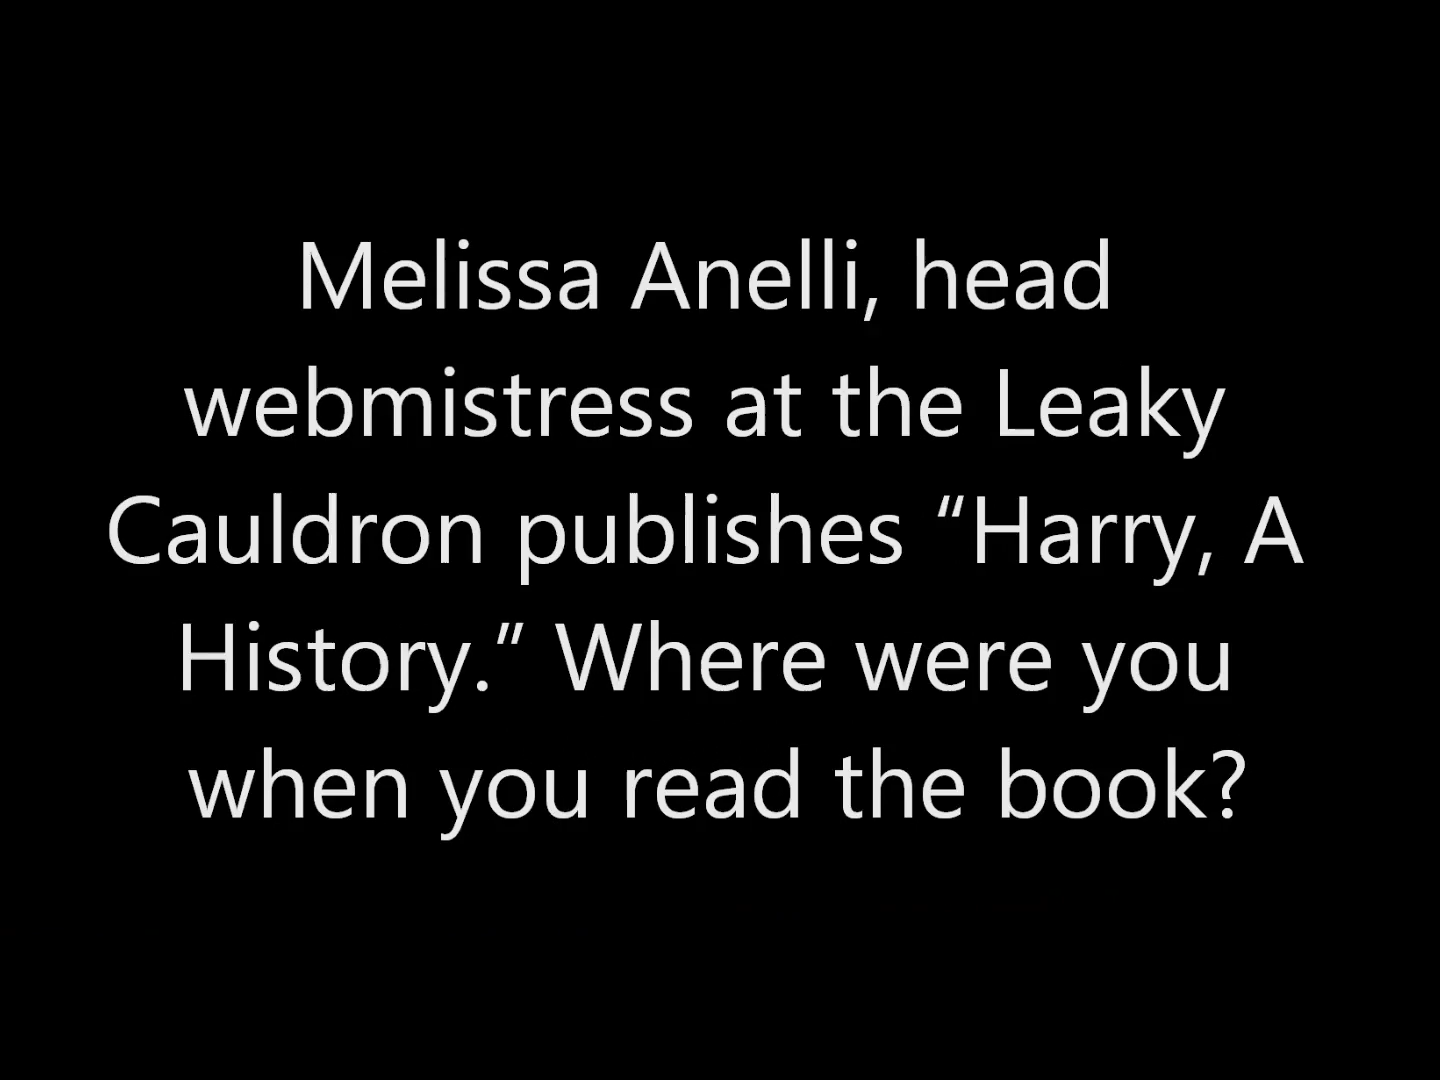 Melissa Anelli, head
webmistress at the Leaky
Cauldron publishes “Harry, A
History.” Where were you
when you read the book?